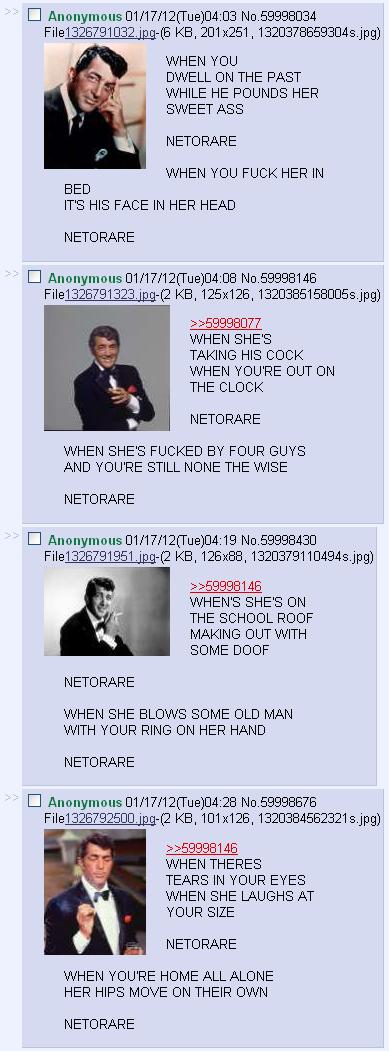 >> Anonymous 01/17/12(Tue)04:03 No.59998034
File1326791032.jpg-(6 KB, 201x251, 1320378659304s.jpg)
WHEN YOU
DWELL ON THE PAST
WHILE HE POUNDS HER
SWEET ASS
NETORARE
WHEN YOU FUCK HER IN
BED
IT'S HIS FACE IN HER HEAD
NETORARE
>> Anonymous 01/17/12(Tue)04:08 No.59998146
File1326791323.jpg-(2 KB, 125x126, 1320385158005s.jpg)
>>59998077
WHEN SHE'S
TAKING HIS COCK
WHEN YOU'RE OUT ON
THE CLOCK
NETORARE
WHEN SHE'S FUCKED BY FOUR GUYS
AND YOU'RE STILL NONE THE WISE
NETORARE
>> Anonymous 01/17/12(Tue)04:19 No.59998430
File1326791951.jpg-(2 KB, 126x88, 1320379110494s.jpg)
>>59998146
WHEN'S SHE'S ON
THE SCHOOL ROOF
MAKING OUT WITH
SOME DOOF
NETORARE
WHEN SHE BLOWS SOME OLD MAN
WITH YOUR RING ON HER HAND
NETORARE
>> Anonymous 01/17/12(Tue)04:28 No.59998676
File1326792500.jpg-(2 KB, 101x126, 1320384562321s.jpg)
>>59998146
WHEN THERES
TEARS IN YOUR EYES
WHEN SHE LAUGHS AT
YOUR SIZE
NETORARE
WHEN YOU'RE HOME ALL ALONE
HER HIPS MOVE ON THEIR OWN
NETORARE